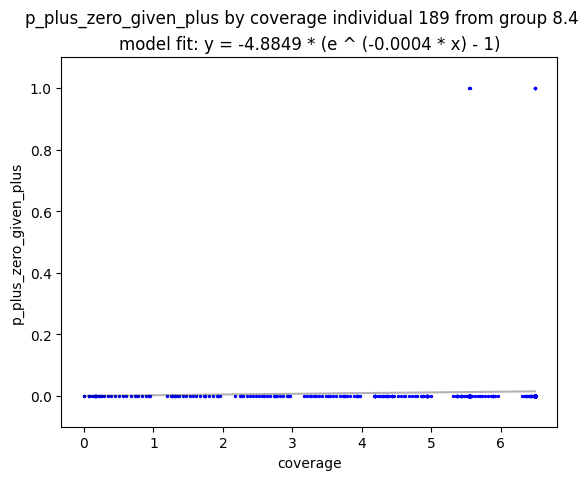 p_plus_zero_given_plus by coverage individual 189 from group 8.4
model fit: y = -4.8849 * (e ^ (-0.0004 * x) - 1)
1.0
0.8
0.6
0.4
0.2
0.0
p_plus_zero_given_plus
0 1 2 3 4 5 6
coverage